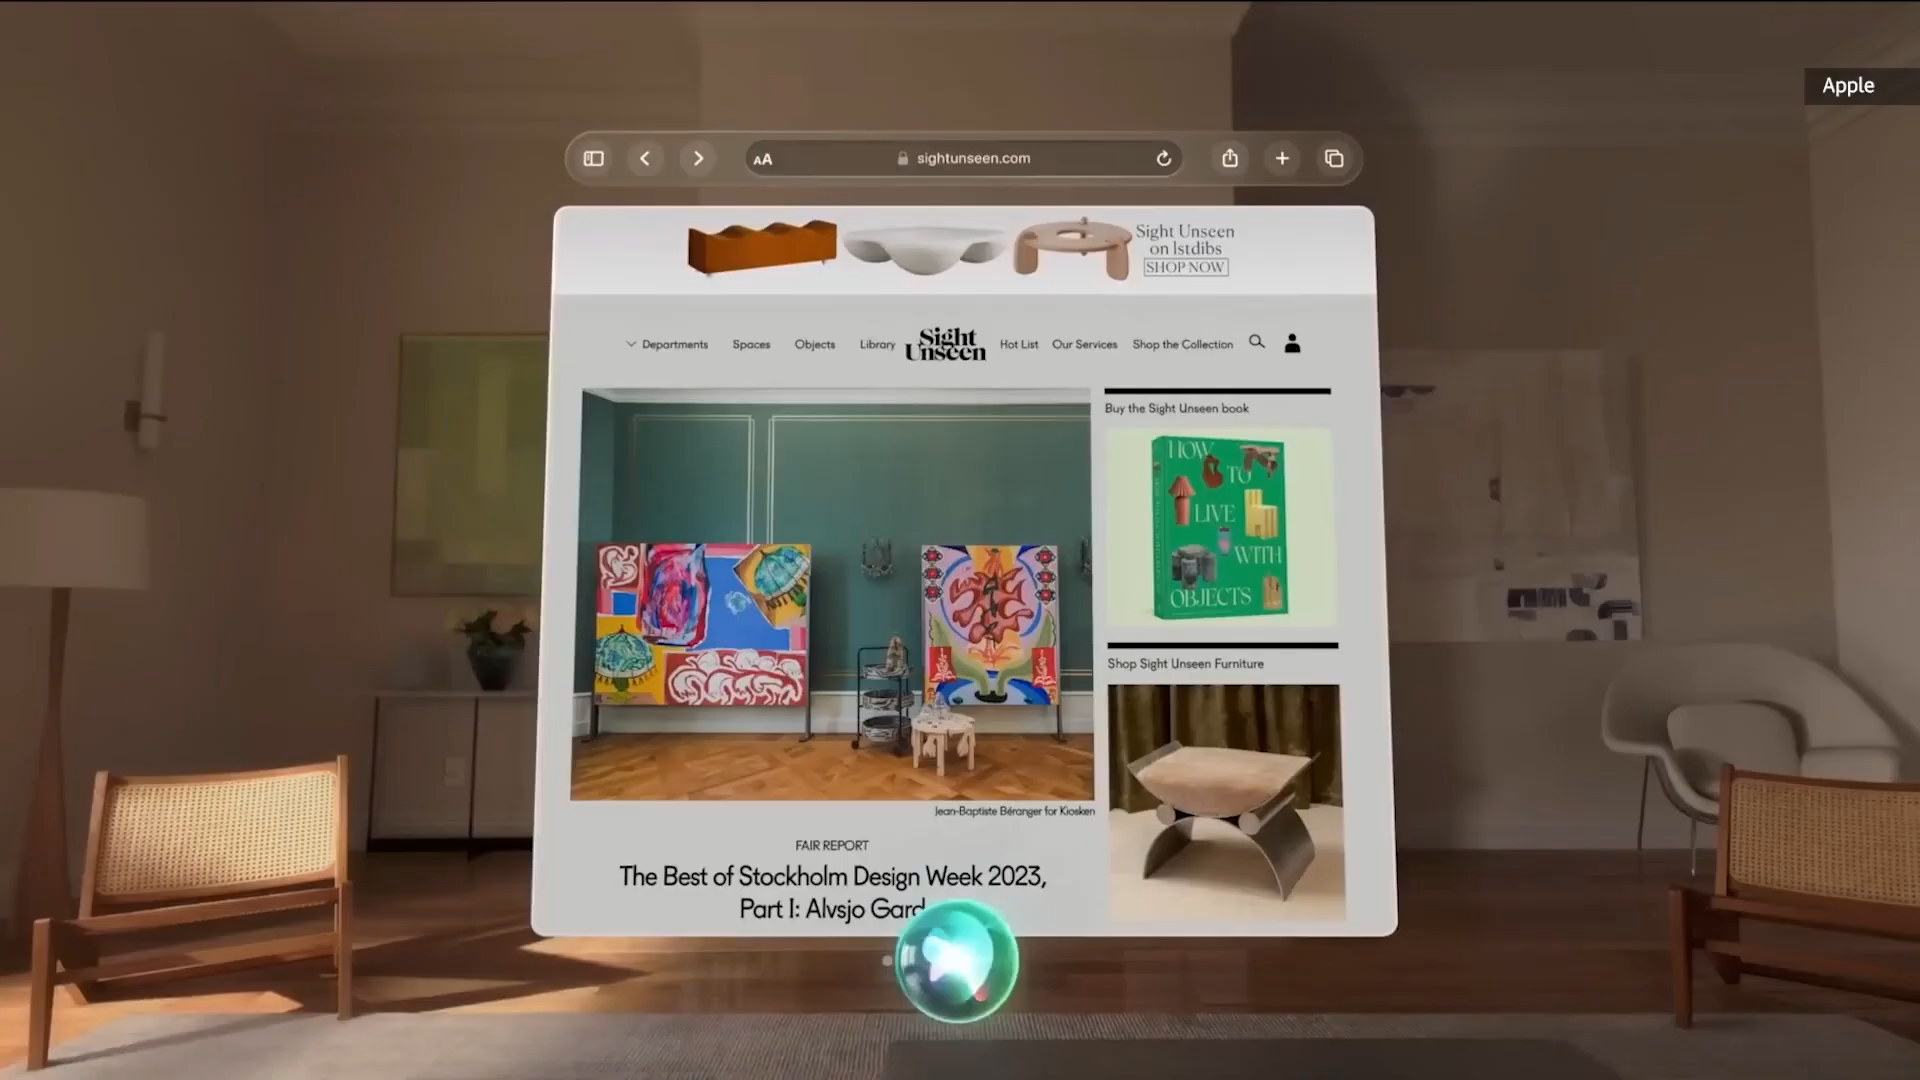 Apple
AA
sightunseen.com
Sight Unseen
on 1stdibs
SHOP NOW
Departments
Spaces
Objects
Library
Sight
Unseen
Hot List
Our Services
Shop the Collection
Buy the Sight Unseen book
HOW
TO
LIVE
WITH
OBJECTS
Shop Sight Unseen Furniture
Jean-Baptiste Béranger for Kiosken
FAIR REPORT
The Best of Stockholm Design Week 2023,
Part I: Alvsjo Gard